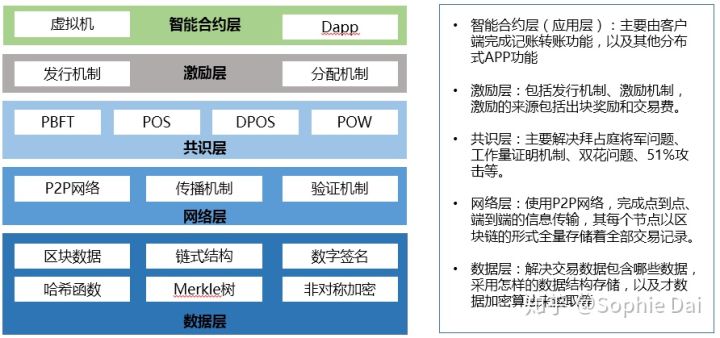 虚拟机
智能合约层
Dapp
发行机制
激励层
分配机制
PBFT
POS
DPOS
POW
共识层
P2P网络
传播机制
验证机制
网络层
区块数据
链式结构
数字签名
哈希函数
Merkle树
非对称加密
数据层
• 智能合约层（应用层）：主要由客户
端完成记账转账功能，以及其他分布
式APP功能
• 激励层：包括发行机制、激励机制，
激励的来源包括出块奖励和交易费。
• 共识层：主要解决拜占庭将军问题、
工作量证明机制、双花问题、51%攻
击等。
• 网络层：使用P2P网络，完成点到点、
端到端的信息传输，其每个节点以区
块链的形式全量存储着全部交易记录。
• 数据层：解决交易数据包含哪些数据，
采用怎样的数据结构存储，以及才数
据加密算法
知乎 @Sophie Dai